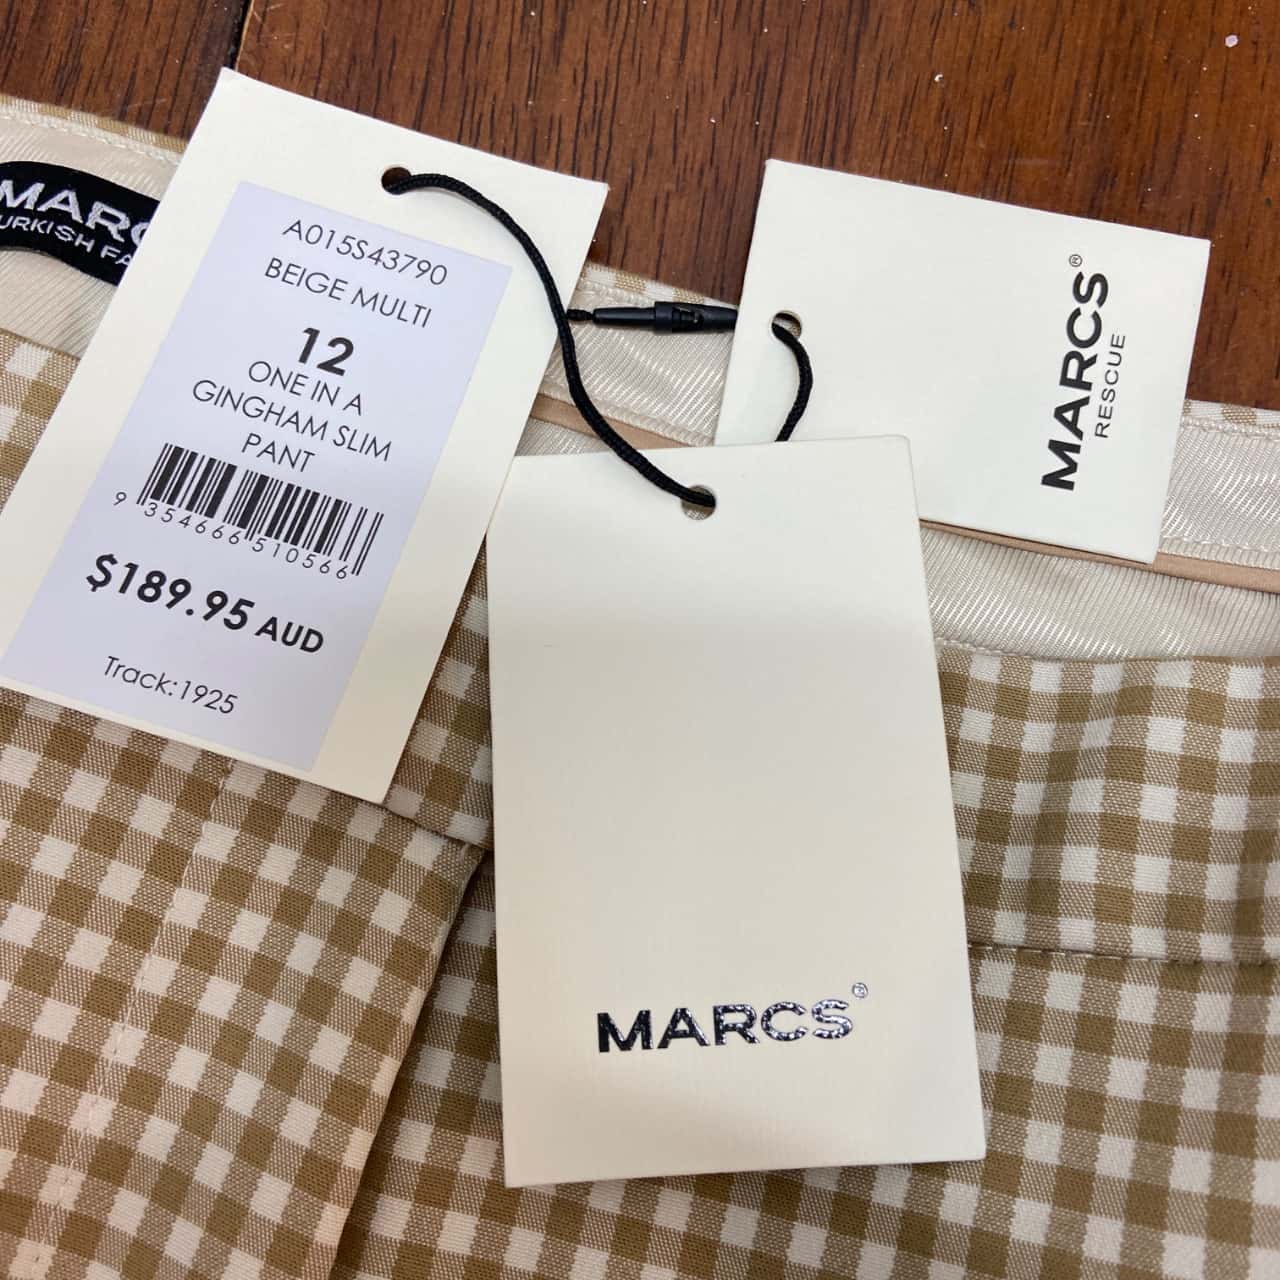 MARC
URKISH FA
A015S43790
BEIGE MULTI
12
ONE IN A
GINGHAM SLIM
PANT
9 354666 510566
$189.95 AUD
Track:1925
MARCS®
RESCUE
MARCS®